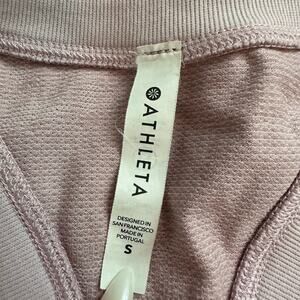 ATHLETA
DESIGNED IN
SAN FRANCISCO
MADE IN
PORTUGAL
S